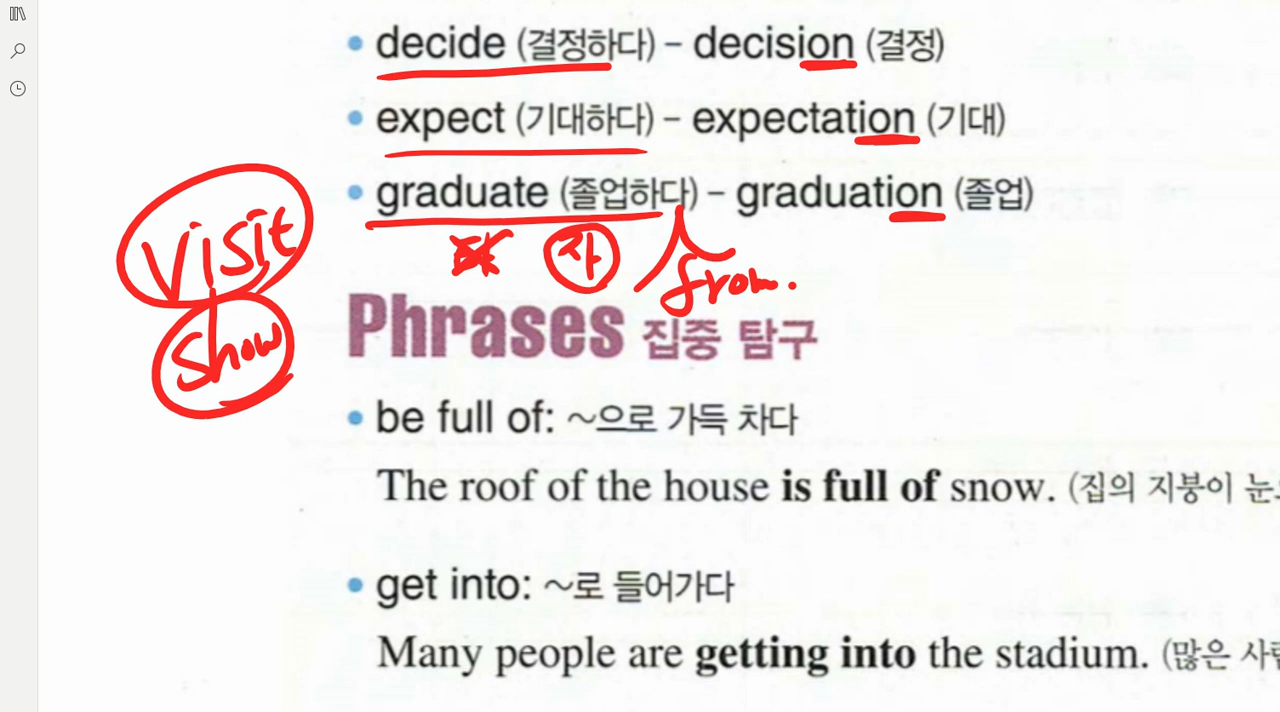 decide (결정하다) – decision (결정)
expect (기대하다) – expectation (기대)
graduate (졸업하다) – graduation (졸업)
visit
자
from.
show
Phrases 집중 탐구
be full of: ~으로 가득 차다
The roof of the house is full of snow. (집의 지붕이 눈
get into: ~로 들어가다
Many people are getting into the stadium. (많은 사